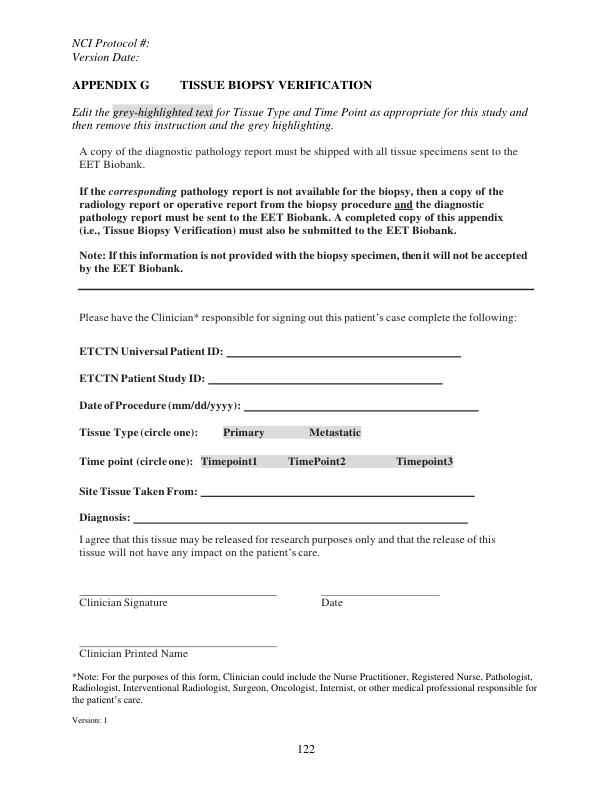 NCI Protocol #:
Version Date:
APPENDIX G TISSUE BIOPSY VERIFICATION
Edit the grey-highlighted text for Tissue Type and Time Point as appropriate for this study and
then remove this instruction and the grey highlighting.
A copy of the diagnostic pathology report must be shipped with all tissue specimens sent to the
EET Biobank.
If the corresponding pathology report is not available for the biopsy, then a copy of the
radiology report or operative report from the biopsy procedure and the diagnostic
pathology report must be sent to the EET Biobank. A completed copy of this appendix
(i.e., Tissue Biopsy Verification) must also be submitted to the EET Biobank.
Note: If this information is not provided with the biopsy specimen, then it will not be accepted
by the EET Biobank.
Please have the Clinician* responsible for signing out this patient's case complete the following:
ETCTN Universal Patient ID:
ETCTN Patient Study ID:
Date of Procedure (mm/dd/yyyy):
Tissue Type (circle one): Primary Metastatic
Time point (circle one): Timepoint1 TimePoint2 Timepoint3
Site Tissue Taken From:
Diagnosis:
I agree that this tissue may be released for research purposes only and that the release of this
tissue will not have any impact on the patient's care.
Clinician Signature Date
Clinician Printed Name
*Note: For the purposes of this form, Clinician could include the Nurse Practitioner, Registered Nurse, Pathologist,
Radiologist, Interventional Radiologist, Surgeon, Oncologist, Internist, or other medical professional responsible for
the patient's care.
Version: 1
122